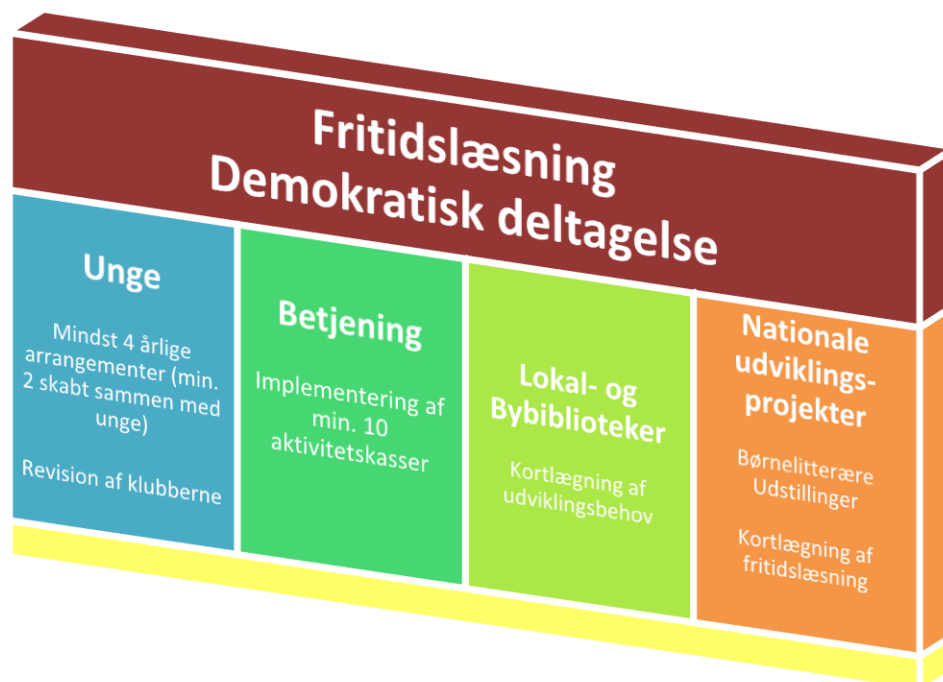 Fritidslæsning
Demokratisk deltagelse
Unge
Mindst 4 årlige
arrangementer (min.
2 skabt sammen med
unge)
Revision af klubberne
Betjening
Implementering af
min. 10
aktivitetskasser
Lokal- og
Bybiblioteker
Kortlægning af
udviklingsbehov
Nationale
udviklings-
projekter
Børnelitterære
Udstillinger
Kortlægning af
fritidslæsning